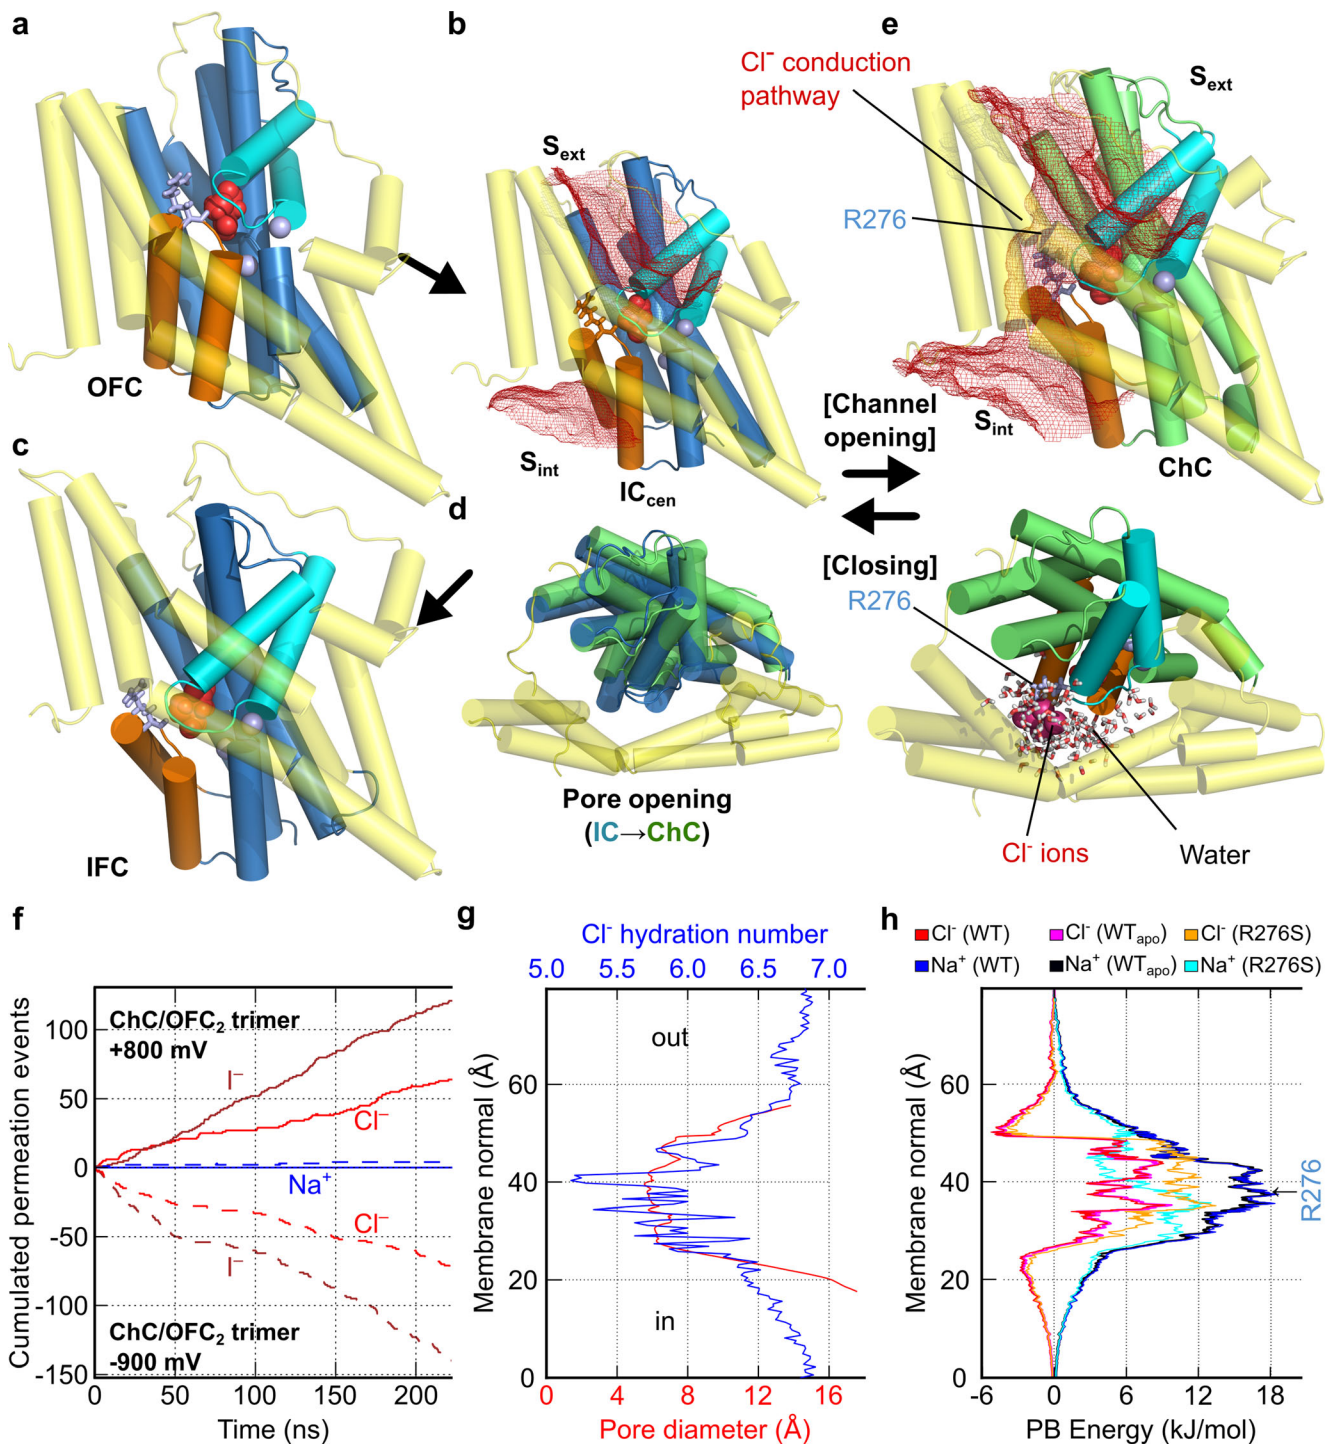 a
OFC
b
S_ext
S_int
IC_cen
e
Cl⁻ conduction
pathway
R276
S_ext
S_int
ChC
c
IFC
[Channel
opening]
[Closing]
d
Pore opening
(IC→ChC)
R276
Cl⁻ ions
Water
f
Cumulated permeation events
100
50
0
-50
-100
-150
ChC/OFC₂ trimer
+800 mV
I⁻
Cl⁻
Na⁺
Cl⁻
I⁻
ChC/OFC₂ trimer
-900 mV
0 50 100 150 200
Time (ns)
g
Cl⁻ hydration number
5.0 5.5 6.0 6.5 7.0
Membrane normal (Å)
60
40
20
0
out
in
0 4 8 12 16
Pore diameter (Å)
h
Cl⁻ (WT) Cl⁻ (WT_apo) Cl⁻ (R276S)
Na⁺ (WT) Na⁺ (WT_apo) Na⁺ (R276S)
Membrane normal (Å)
60
40
20
0
R276
-6 0 6 12 18
PB Energy (kJ/mol)